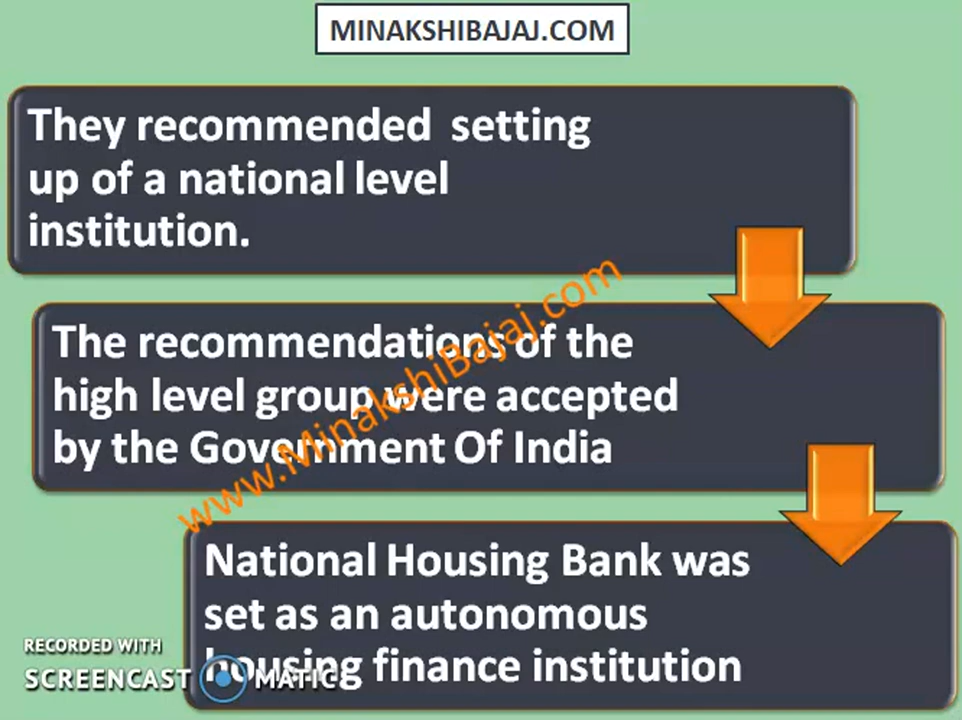 MINAKSHIBAJAJ.COM
They recommended setting
up of a national level
institution.
The recommendations of the
high level group were accepted
by the Government Of India
www.MinakshiBajaj.com
National Housing Bank was
set as an autonomous
housing finance institution
RECORDED WITH
SCREENCAST MATIC